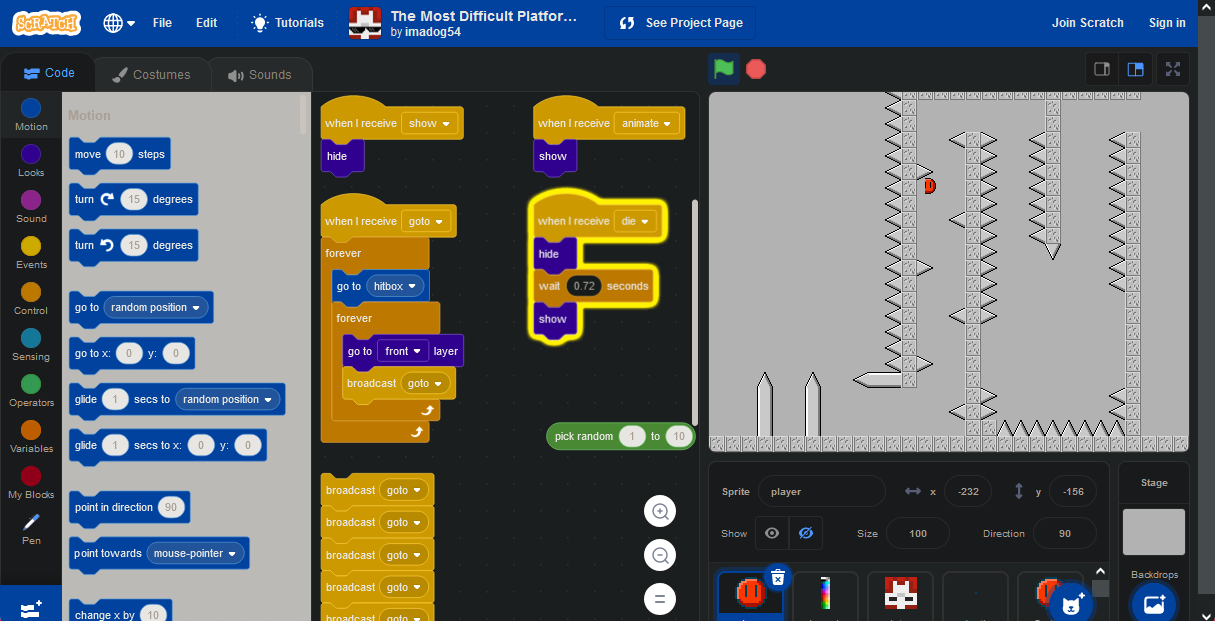 SCRATCH
File
Edit
Tutorials
The Most Difficult Platfor...
by imadog54
See Project Page
Join Scratch
Sign in
Code
Costumes
Sounds
Motion
Looks
Sound
Events
Control
Sensing
Operators
Variables
My Blocks
Pen
Motion
move 10 steps
turn 15 degrees
turn 15 degrees
go to random position
go to x: 0 y: 0
glide 1 secs to random position
glide 1 secs to x: 0 y: 0
point in direction 90
point towards mouse-pointer
change x by 10
when I receive show
hide
when I receive goto
forever
go to hitbox
forever
go to front layer
broadcast goto
broadcast goto
broadcast goto
broadcast goto
broadcast goto
broadcast goto
when I receive animate
show
when I receive die
hide
wait 0.72 seconds
show
pick random 1 to 10
Sprite player
x -232
y -156
Show
Size 100
Direction 90
Stage
Backdrops